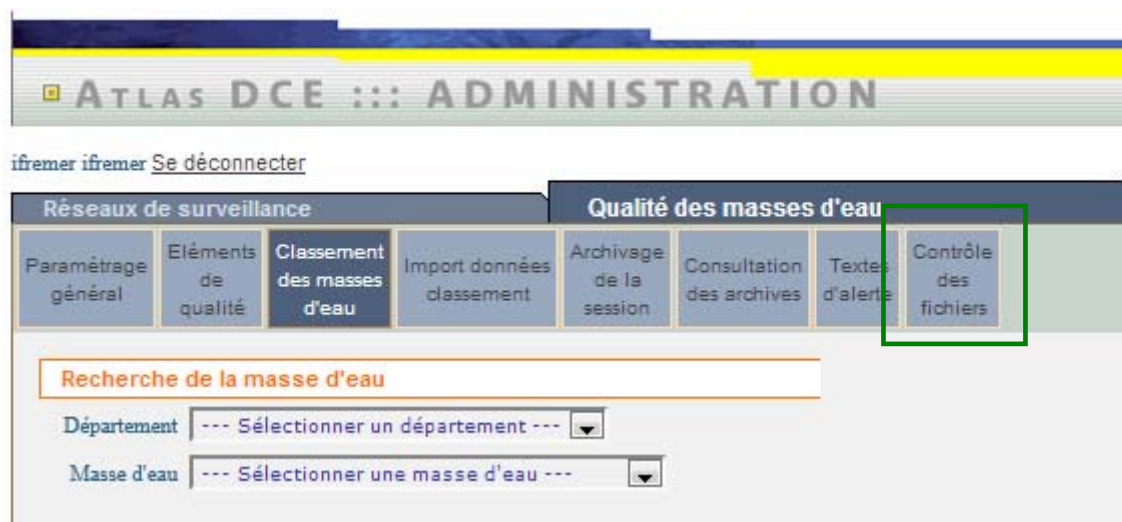 ATLAS DCE ::: ADMINISTRATION
ifremer ifremer Se déconnecter
Réseaux de surveillance
Qualité des masses d'eau
Paramétrage
général
Eléments
de
qualité
Classement
des masses
d'eau
Import données
classement
Archivage
de la
session
Consultation
des archives
Textes
d'alerte
Contrôle
des
fichiers
Recherche de la masse d'eau
Département --- Sélectionner un département ---
Masse d'eau --- Sélectionner une masse d'eau ---